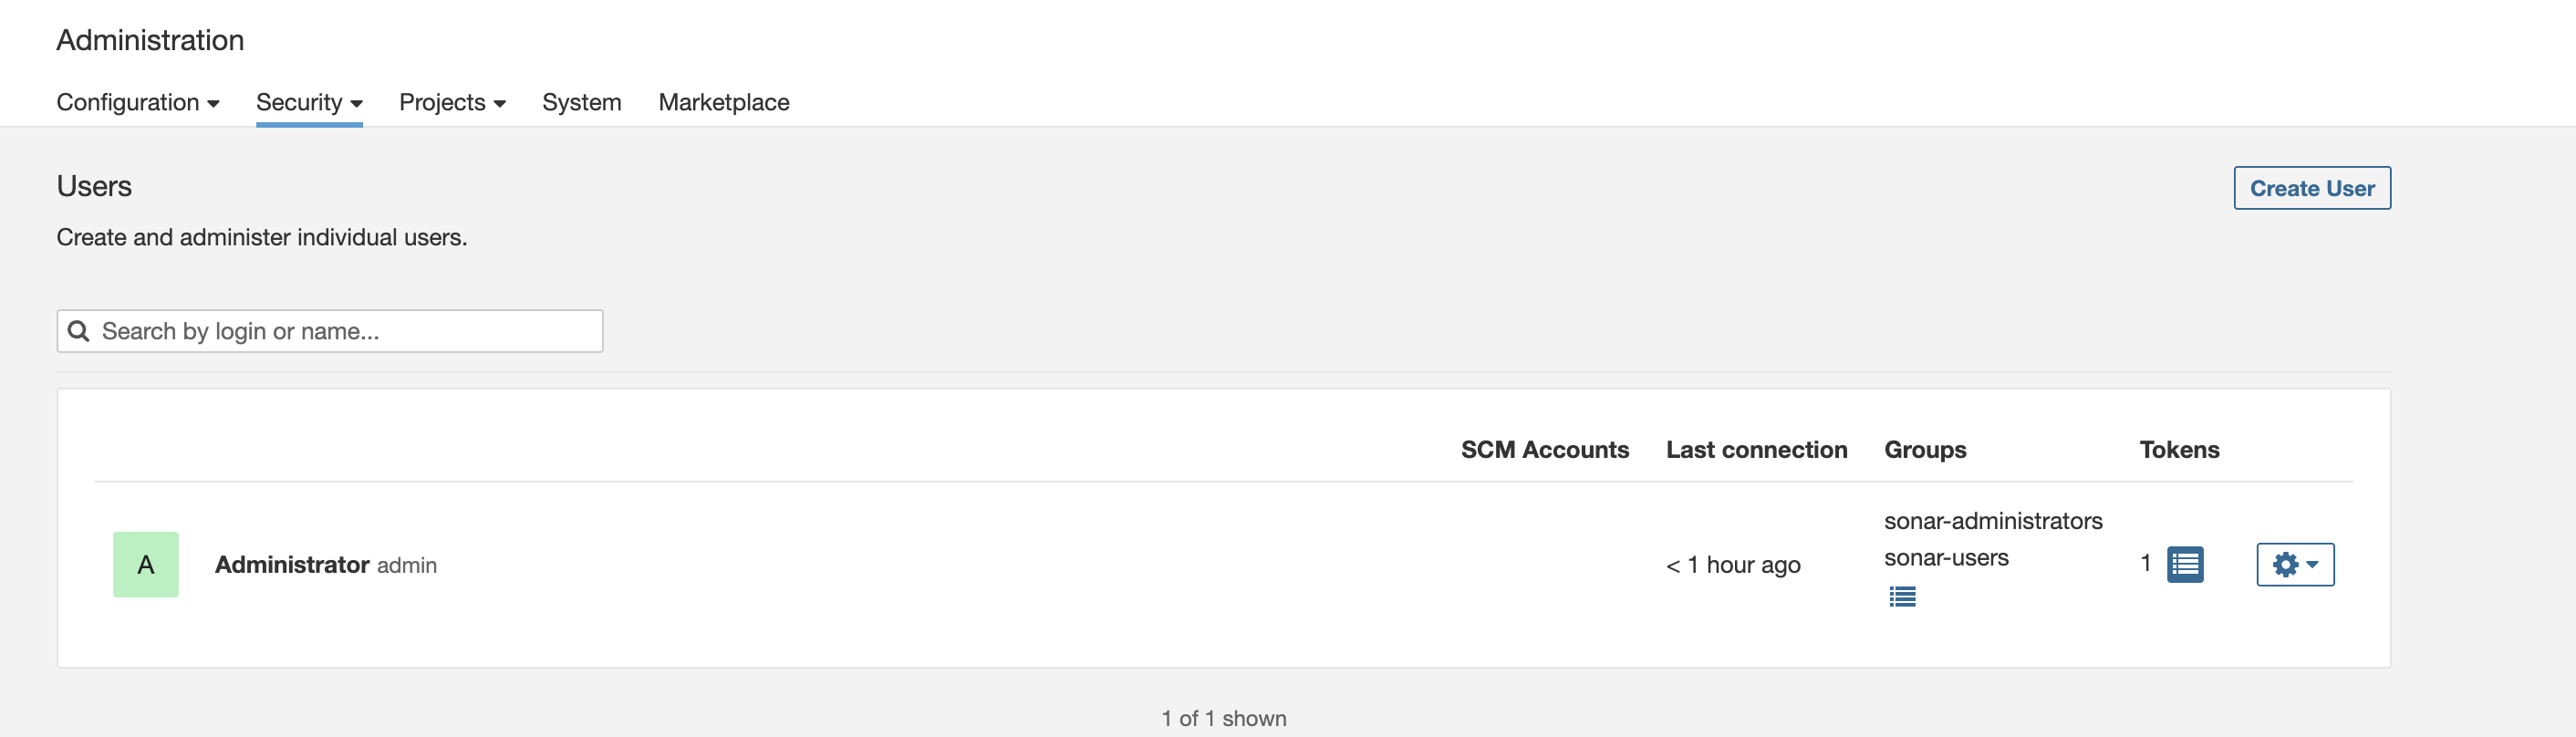 Administration
Configuration Security Projects System Marketplace
Users
Create User
Create and administer individual users.
Search by login or name...
SCM Accounts Last connection Groups Tokens
A Administrator admin < 1 hour ago sonar-administrators
sonar-users
1
1 of 1 shown